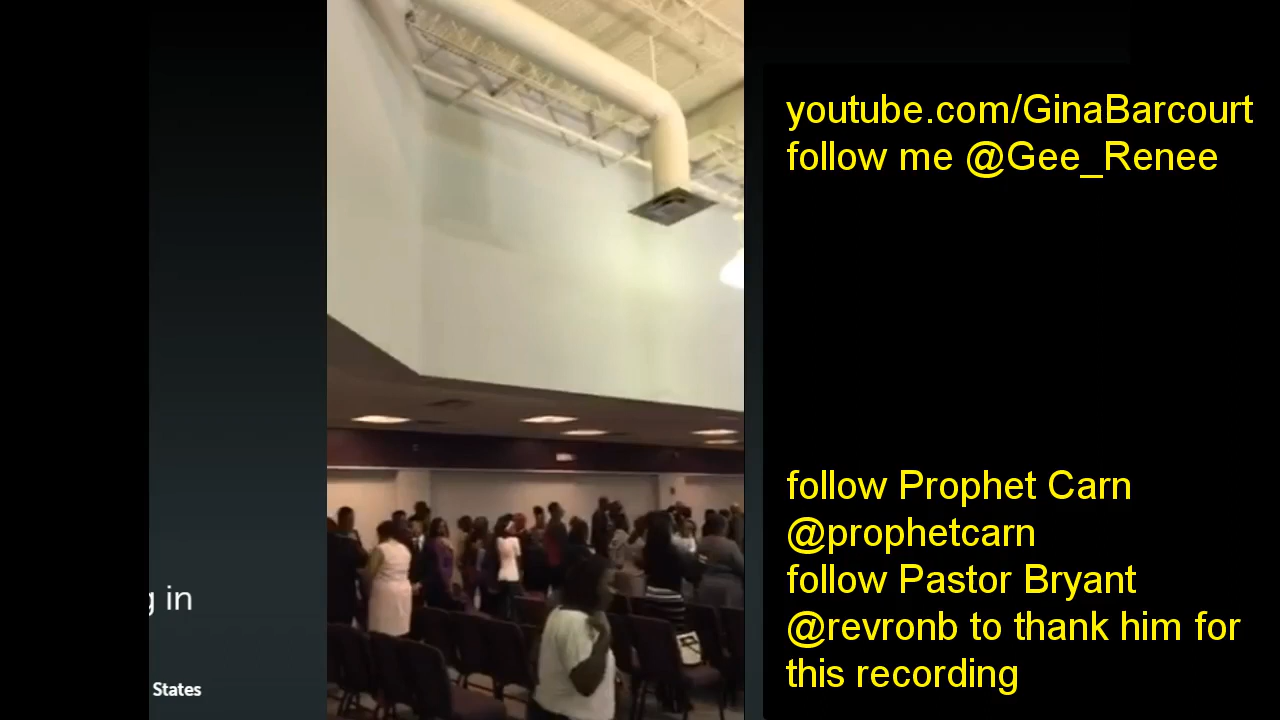 youtube.com/GinaBarcourt
follow me @Gee_Renee
follow Prophet Carn
@prophetcarn
follow Pastor Bryant
@revronb to thank him for
this recording
g in
States